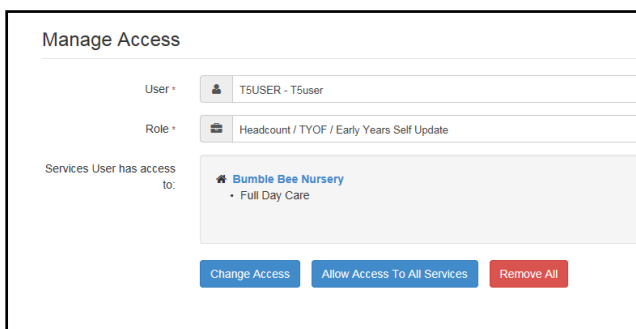 Manage Access
User *
T5USER - T5user
Role *
Headcount / TYOF / Early Years Self Update
Services User has access
to:
Bumble Bee Nursery
• Full Day Care
Change Access
Allow Access To All Services
Remove All